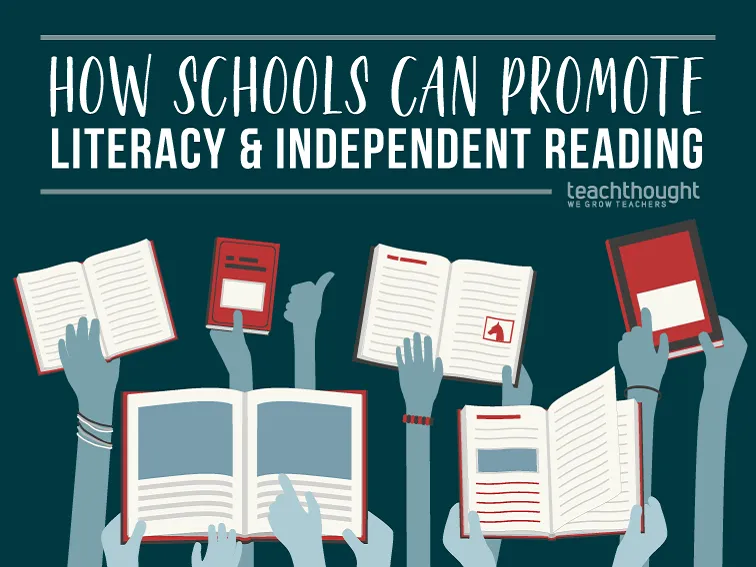 HOW SCHOOLS CAN PROMOTE
LITERACY & INDEPENDENT READING
teachthought
WE GROW TEACHERS